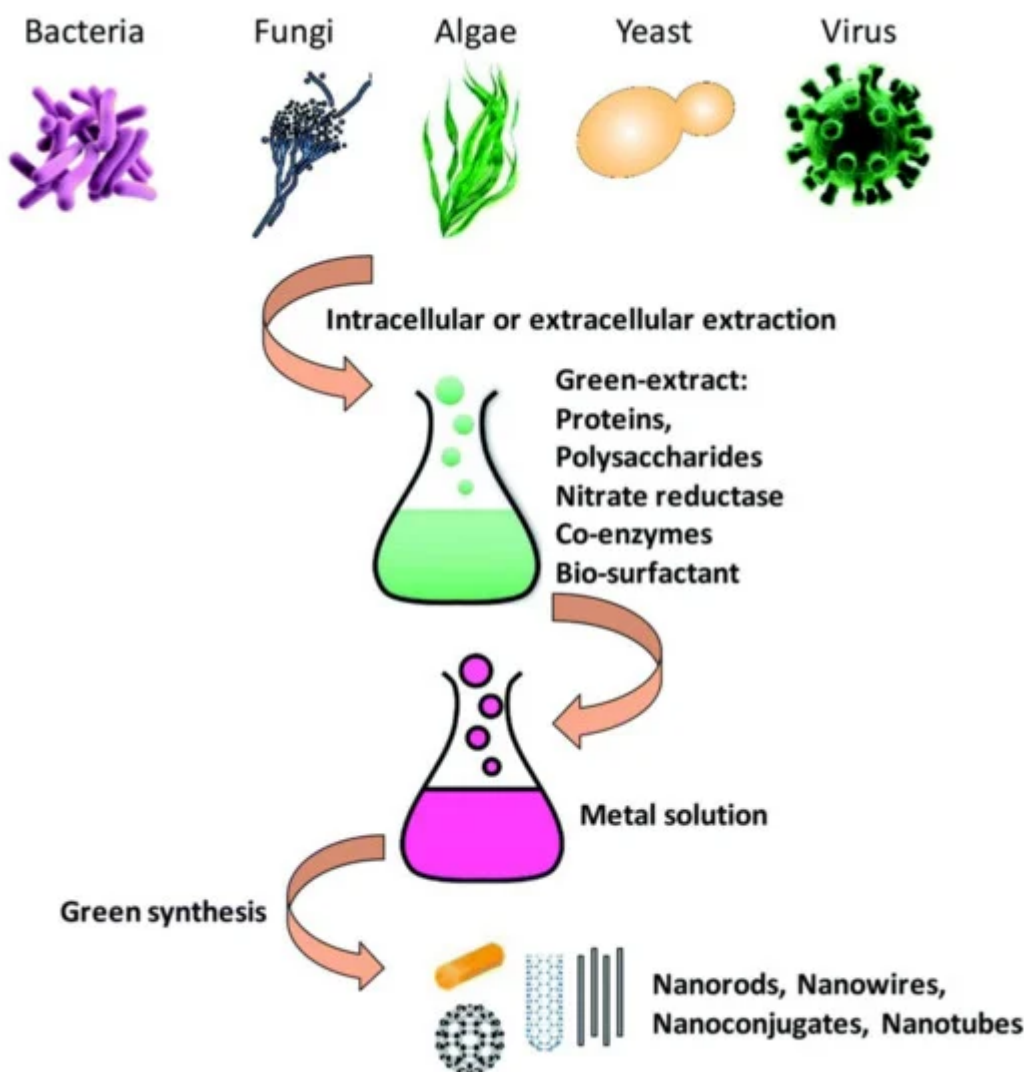 Bacteria Fungi Algae Yeast Virus
Intracellular or extracellular extraction
Green-extract:
Proteins,
Polysaccharides
Nitrate reductase
Co-enzymes
Bio-surfactant
Metal solution
Green synthesis
Nanorods, Nanowires,
Nanoconjugates, Nanotubes